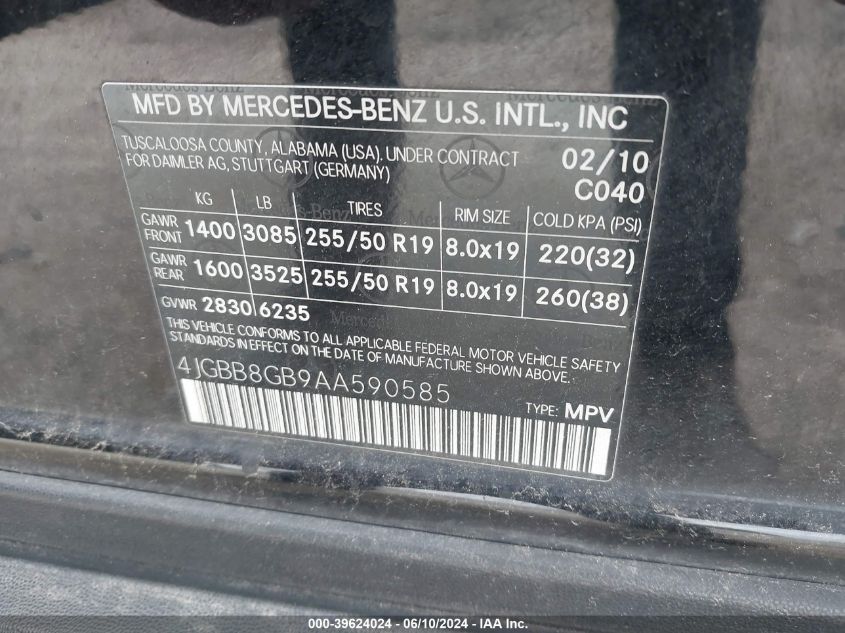 MFD BY MERCEDES-BENZ U.S. INTL., INC
TUSCALOOSA COUNTY, ALABAMA (USA), UNDER CONTRACT 02/10
FOR DAIMLER AG, STUTTGART (GERMANY) C040
KG LB TIRES RIM SIZE COLD KPA (PSI)
GAWR FRONT 1400 3085 255/50 R19 8.0x19 220(32)
GAWR REAR 1600 3525 255/50 R19 8.0x19 260(38)
GVWR 2830 6235
THIS VEHICLE CONFORMS TO ALL APPLICABLE FEDERAL MOTOR VEHICLE SAFETY
STANDARDS IN EFFECT ON THE DATE OF MANUFACTURE SHOWN ABOVE.
4JGBB8GB9AA590585
TYPE: MPV
000-39624024 - 06/10/2024 - IAA Inc.